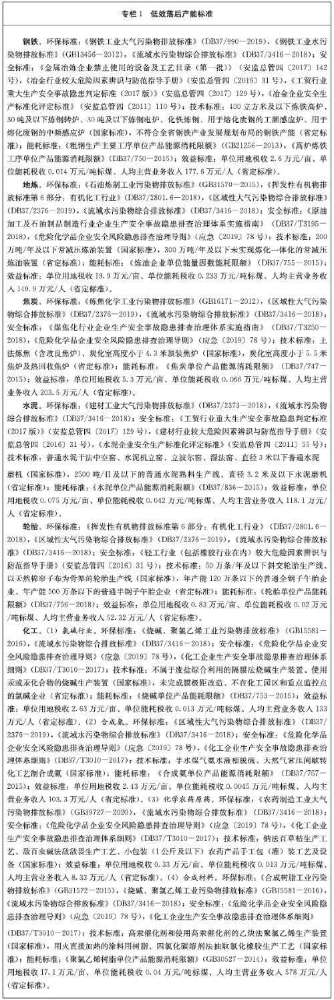 专栏1 低效落后产能标准
钢铁。环保标准：《钢铁工业大气污染物排放标准》（DB37/990－2019），《钢铁工业水污
染物排放标准》（GB13456－2012），《流域水污染物综合排放标准》（DB37/3416－2018）；安
全标准：《金属冶炼企业禁止使用的设备及工艺目录（第一批）》（安监总管四〔2017〕142
号），《冶金行业较大危险因素辨识与防范指导手册》（安监总管四〔2016〕31号），《工贸行业
重大生产安全事故隐患判定标准（2017版）》（安监总管四〔2017〕129号），《冶金企业安全生
产标准化评定标准》（安监总管四〔2011〕110号）；技术标准：400立方米及以下炼铁高炉、
30吨及以下炼钢转炉、30吨及以下炼钢电炉、化铁炼钢、用于熔化废钢的工频感应炉、用于
熔化废钢的中频感应炉（国家标准），不符合全省钢铁产业发展规划布局的钢铁产能（省定标
准）；能耗标准：《粗钢生产主要工序单位产品能源消耗限额》（GB21256－2013），《高炉炼铁
工序单位产品能源消耗限额》（DB37/750－2015）；效益标准：单位用地税收2.6万元/亩、单
位能耗税收0.014万元/吨标煤、人均主营业务收入177.6万元/人（省定标准）。
地炼。环保标准：《石油炼制工业污染物排放标准》（GB31570－2015），《挥发性有机物排
放标准第6部分：有机化工行业》（DB37/2801.6－2018），《区域性大气污染物综合排放标准》
（DB37/2376－2019），《流域水污染物综合排放标准》（DB37/3416－2018）；安全标准：《原油
加工及石油制品制造行业企业生产安全事故隐患排查治理体系实施指南》（DB37/T3195－
2018），《危险化学品企业安全风险隐患排查治理导则》（应急〔2019〕78号）；技术标准：200
万吨/年及以下常减压炼油装置（国家标准），300万吨/年及以下未实现炼化一体化的常减压
炼油装置（省定标准）；能耗标准：《炼油企业单位能量因数能耗限额》（DB37/755－2015）；
效益标准：单位用地税收19.9万元/亩、单位能耗税收0.233万元/吨标煤、人均主营业务收
入149.9万元/人（省定标准）。
焦炭。环保标准：《炼焦化学工业污染物排放标准》（GB16171－2012），《区域性大气污染
物综合排放标准》（DB37/2376－2019），《流域水污染物综合排放标准》（DB37/3416－2018）；
安全标准：《煤焦化行业企业生产安全事故隐患排查治理体系实施指南》（DB37/T3250－
2018），《危险化学品企业安全风险隐患排查治理导则》（应急〔2019〕78号）；技术标准：土
法炼焦（含改良焦炉）、炭化室高度小于4.3米顶装焦炉（国家标准），炭化室高度小于5.5米
焦炉及热回收焦炉（省定标准）；能耗标准：《焦炭单位产品能源消耗限额》（DB37/747－
2015）；效益标准：单位用地税收5.3万元/亩、单位能耗税收0.066万元/吨标煤、人均主营
业务收入203.5万元/人（省定标准）。
水泥。环保标准：《建材工业大气污染物排放标准》（DB37/2373－2018），《流域水污染物
综合排放标准》（DB37/3416－2018）；安全标准：《工贸行业重大生产安全事故隐患判定标准
（2017版）》（安监总管四〔2017〕129号），《建材行业较大危险因素辨识与防范指导手册》（安
监总管四〔2016〕31号），《水泥企业安全生产标准化评定标准》（安监总管四〔2011〕55号）；
技术标准：普通水泥干法中空窑、水泥机立窑、立波尔窑、湿法窑、直径3米以下普通水泥
磨机（国家标准），2500吨/日及以下的普通水泥熟料生产线、直径3.2米及以下水泥磨机
（省定标准）；能耗标准：《水泥单位产品能源消耗限额》（DB37/836－2015）；效益标准：单位
用地税收0.075万元/亩、单位能耗税收0.042万元/吨标煤、人均主营业务收入118.1万元/
人（省定标准）。
轮胎。环保标准：《挥发性有机物排放标准第6部分：有机化工行业》（DB37/2801.6－
2018），《区域性大气污染物综合排放标准》（DB37/2376－2019），《流域水污染物综合排放标
准》（DB37/3416－2018）；安全标准：《轻工行业（包括橡胶行业在内）较大危险因素辨识与
防范指导手册》（安监总管四〔2016〕31号）；技术标准：50万条/年及以下斜交轮胎生产线、
以天然棉帘子布为骨架的轮胎生产线（国家标准），年产能120万条以下的普通全钢子午胎企
业、年产能500万条以下的普通半钢子午胎企业（省定标准）；能耗标准：《轮胎单位产品能耗
限额》（DB37/756－2018）；效益标准：单位用地税收0.83万元/亩、单位能耗税收0.02万元
/吨标煤、人均主营业务收入52.32万元/人（省定标准）。
化工。（1）氯碱行业。环保标准：《烧碱、聚氯乙烯工业污染物排放标准》（GB15581－
2016），《流域水污染物综合排放标准》（DB37/3416－2018）；安全标准：《危险化学品企业安
全风险隐患排查治理导则》（应急〔2019〕78号），《化工企业生产安全事故隐患排查治理体系
细则》（DB37/T3010－2017）；技术标准：不属于废盐综合利用的隔膜法烧碱生产装置、使用
汞或汞化合物的烧碱生产装置（国家标准），未完成膜极距改造、不在化工园区和重点监控点
的氯碱企业（省定标准）；能耗标准：《烧碱单位产品能耗限额》（DB37/753－2015）；效益标
准：单位用地税收2.63万元/亩、单位能耗税收0.013万元/吨标煤、人均主营业务收入133
万元/人（省定标准）。（2）合成氨。环保标准：《区域性大气污染物综合排放标准》（DB37/
2376－2019），《流域水污染物综合排放标准》（DB37/3416－2018）；安全标准：《危险化学品
企业安全风险隐患排查治理导则》（应急〔2019〕78号），《化工企业生产安全事故隐患排查治
理体系细则》（DB37/T3010－2017）；技术标准：半水煤气氨水液相脱硫、天然气常压间歇转
化工艺制合成氨（国家标准）；能耗标准：《合成氨单位产品能源消耗限额》（DB37/757－
2015）；效益标准：单位用地税收2.43万元/亩、单位能耗税收0.0045万元/吨标煤、人均主
营业务收入103.3万元/人（省定标准）。（3）化学农药原药。环保标准：《农药制造工业大气
污染物排放标准》（GB39727－2020），《流域水污染物综合排放标准》（DB37/3416－2018）；
安全标准：《危险化学品企业安全风险隐患排查治理导则》（应急〔2019〕78号），《化工企业
生产安全事故隐患排查治理体系细则》（DB37/T3010－2017）；技术标准：钠法百草枯生产工
艺、敌百虫碱法敌敌畏生产工艺、小包装（1公斤及以下）农药产品手工包（灌）装工艺及设
备（国家标准）；效益标准：单位用地税收0.33万元/亩、单位能耗税收0.013万元/吨标煤、
人均主营业务收入8.33万元/人（省定标准）。（4）合成材料。环保标准：《合成树脂工业污染
物排放标准》（GB31572－2015），《烧碱、聚氯乙烯工业污染物排放标准》（GB15581－2016），
《流域水污染物综合排放标准》（DB37/3416－2018）；安全标准：《危险化学品企业安全风险隐
患排查治理导则》（应急〔2019〕78号），《化工企业生产安全事故隐患排查治理体系细则》
（DB37/T3010－2017）；技术标准：高汞催化剂和使用高汞催化剂的乙炔法聚氯乙烯生产装置
（国家标准），用火直接加热的涂料用树脂、四氯化碳溶剂法抽取氯化橡胶生产工艺（国家标
准）；能耗标准：《聚氯乙烯树脂单位产品能源消耗限额》（GB30527－2014）；效益标准：单位
用地税收17.1万元/亩、单位能耗税收0.04万元/吨标煤、人均主营业务收入578万元/人
（省定标准）。